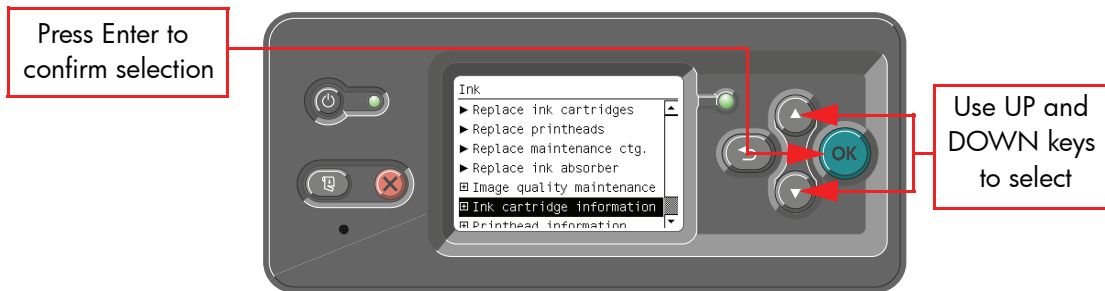 Press Enter to
confirm selection
Ink
Replace ink cartridges
Replace printheads
Replace maintenance ctg.
Replace ink absorber
Image quality maintenance
Ink cartridge information
Printhead information
OK
Use UP and
DOWN keys
to select